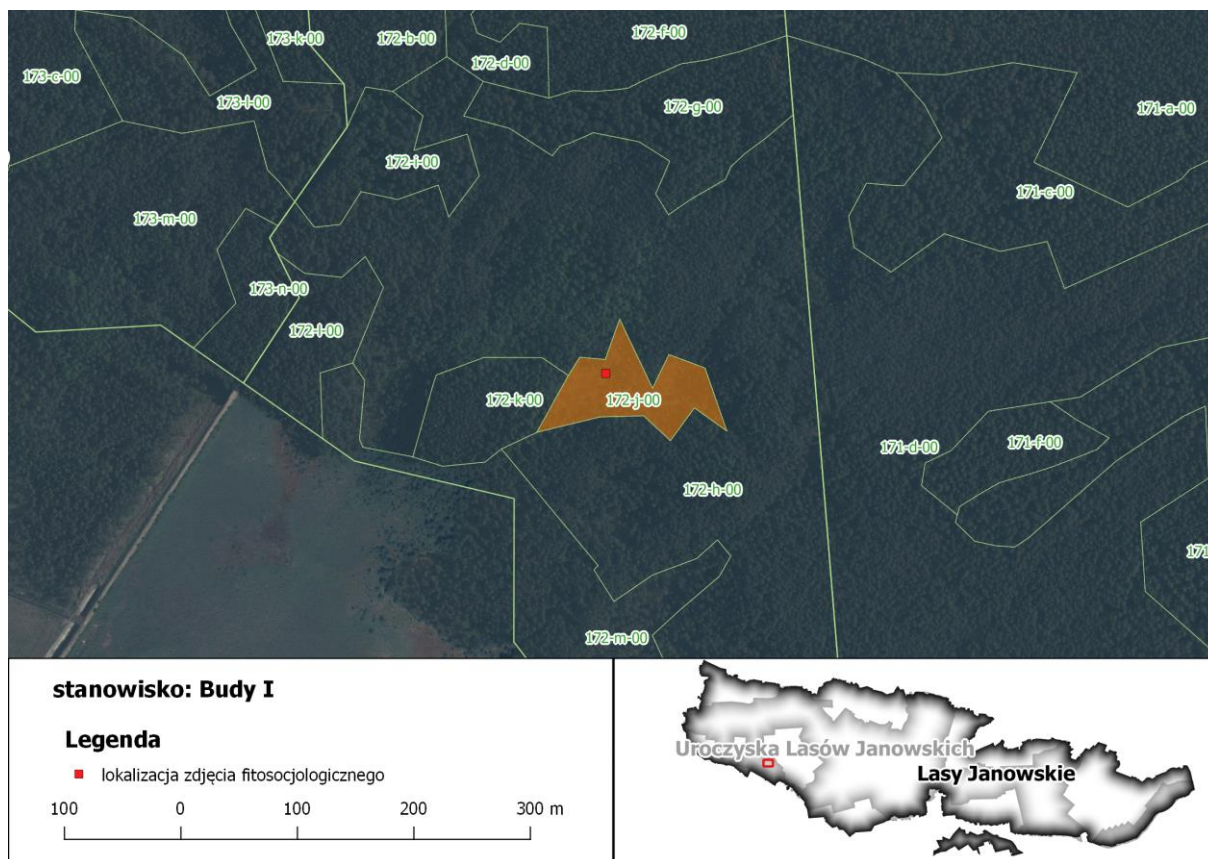 173-k-00
172-b-00
172-f-00
172-d-00
173-c-00
173-l-00
172-g-00
171-a-00
172-i-00
171-c-00
173-m-00
173-n-00
172-l-00
172-k-00
172-j-00
171-d-00
171-f-00
172-h-00
171
172-m-00
stanowisko: Budy I
Legenda
lokalizacja zdjęcia fitosocjologicznego
100 0 100 200 300 m
Uroczyska Lasów Janowskich
Lasy Janowskie